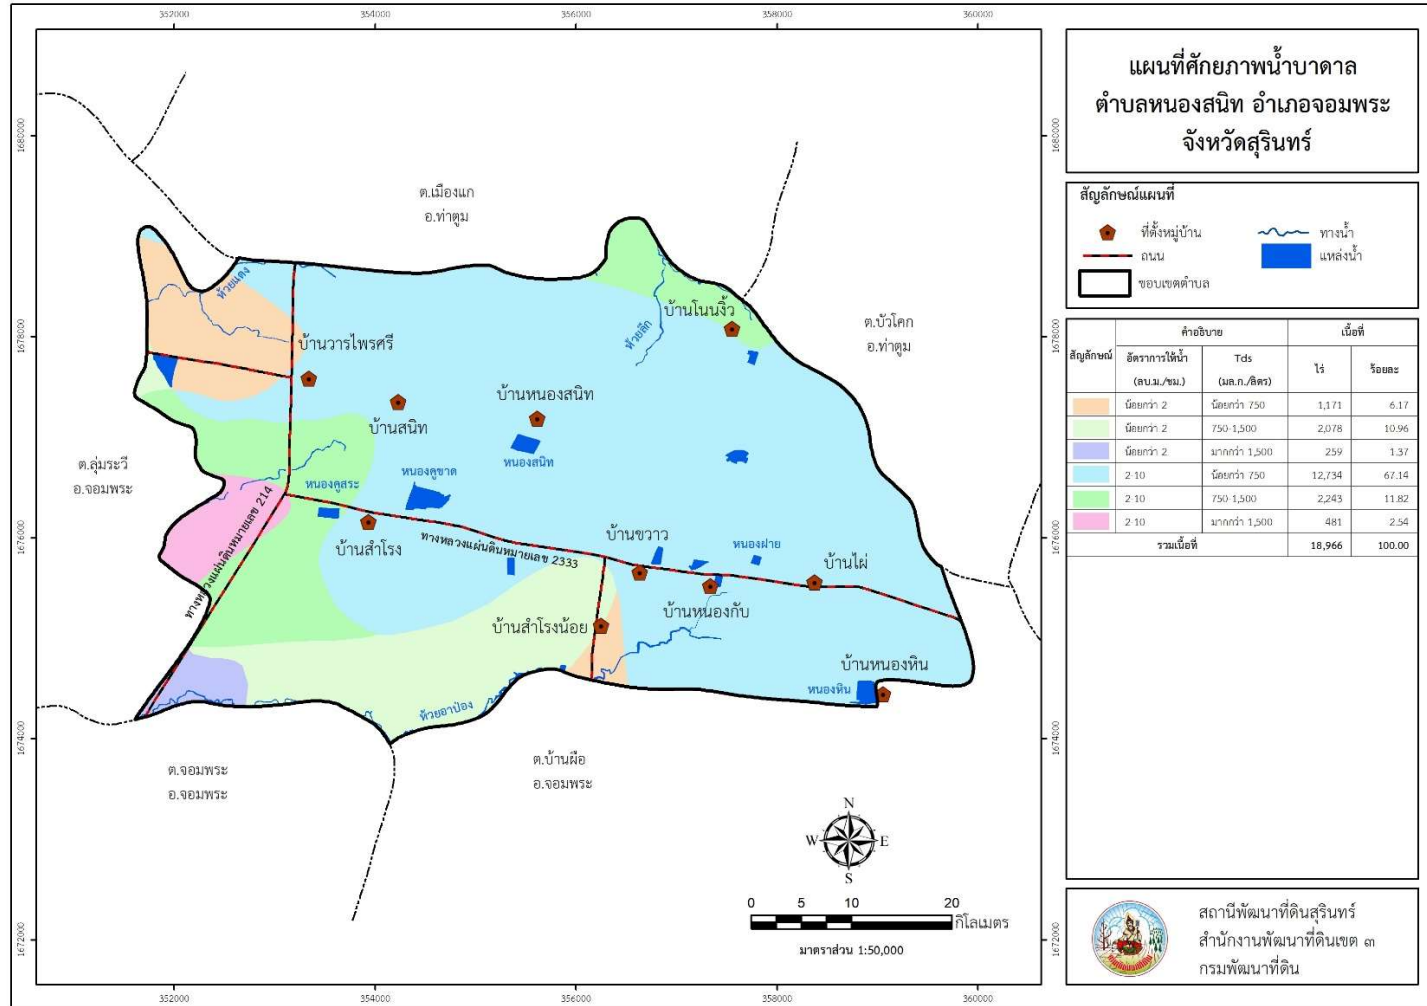 352000
354000
356000
358000
360000
1680000
1680000
1678000
1678000
1676000
1676000
1674000
1674000
1672000
1672000
352000
354000
356000
358000
360000
ต.เมืองแก
อ.ท่าตูม
ต.บัวโคก
อ.ท่าตูม
ต.ลุ่มระวี
อ.จอมพระ
ต.จอมพระ
อ.จอมพระ
ต.บ้านผือ
อ.จอมพระ
ห้วยแดง
ห้วยลึก
บ้านโนนงิ้ว
บ้านวารไพรศรี
บ้านสนิท
บ้านหนองสนิท
หนองสนิท
หนองคูขาด
หนองคูสระ
บ้านสำโรง
ทางหลวงแผ่นดินหมายเลข 214
ทางหลวงแผ่นดินหมายเลข 2333
บ้านขวาว
หนองฝาย
บ้านไผ่
บ้านหนองกับ
บ้านสำโรงน้อย
บ้านหนองหิน
หนองหิน
ห้วยอาปอง
N
W
E
S
0 5 10 20
กิโลเมตร
มาตราส่วน 1:50,000
แผนที่ศักยภาพน้ำบาดาล
ตำบลหนองสนิท อำเภอจอมพระ
จังหวัดสุรินทร์
สัญลักษณ์แผนที่
ที่ตั้งหมู่บ้าน
ทางน้ำ
ถนน
แหล่งน้ำ
ขอบเขตตำบล
สัญลักษณ์ คำอธิบาย เนื้อที่
อัตราการให้น้ำ (ลบ.ม./ชม.) Tds (มล.ก./ลิตร) ไร่ ร้อยละ
น้อยกว่า 2 น้อยกว่า 750 1,171 6.17
น้อยกว่า 2 750-1,500 2,078 10.96
น้อยกว่า 2 มากกว่า 1,500 259 1.37
2-10 น้อยกว่า 750 12,734 67.14
2-10 750-1,500 2,243 11.82
2-10 มากกว่า 1,500 481 2.54
รวมเนื้อที่ 18,966 100.00
สถานีพัฒนาที่ดินสุรินทร์
สำนักงานพัฒนาที่ดินเขต ๓
กรมพัฒนาที่ดิน